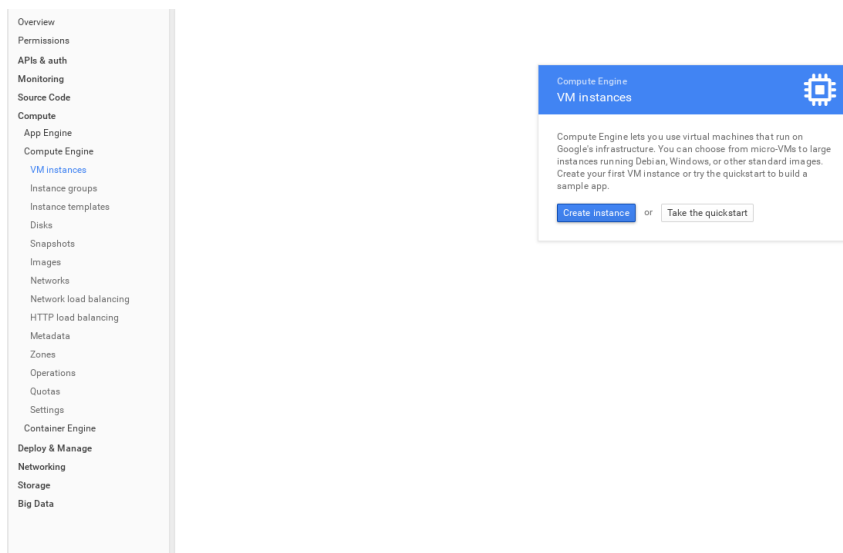 Overview
Permissions
APIs & auth
Monitoring
Source Code
Compute
App Engine
Compute Engine
VM instances
Instance groups
Instance templates
Disks
Snapshots
Images
Networks
Network load balancing
HTTP load balancing
Metadata
Zones
Operations
Quotas
Settings
Container Engine
Deploy & Manage
Networking
Storage
Big Data
Compute Engine
VM instances
Compute Engine lets you use virtual machines that run on
Google's infrastructure. You can choose from micro-VMs to large
instances running Debian, Windows, or other standard images.
Create your first VM instance or try the quickstart to build a
sample app.
Create instance or Take the quickstart